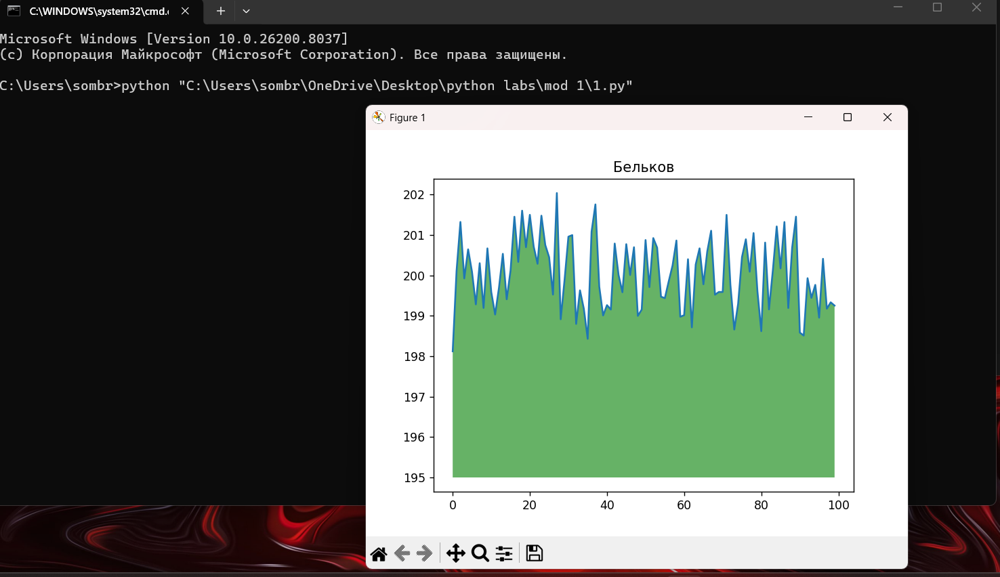 C:\WINDOWS\system32\cmd.
Microsoft Windows [Version 10.0.26200.8037]
(c) Корпорация Майкрософт (Microsoft Corporation). Все права защищены.
C:\Users\sombr>python "C:\Users\sombr\OneDrive\Desktop\python labs\mod 1\1.py"
Figure 1
Бельков
202
201
200
199
198
197
196
195
0 20 40 60 80 100